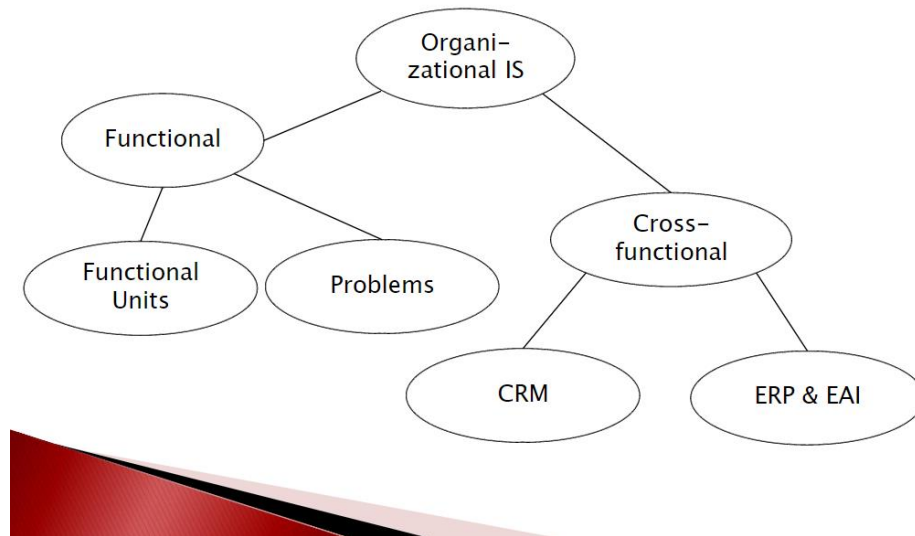 Organi-
zational IS
Functional
Cross-
functional
Functional
Units
Problems
CRM
ERP & EAI